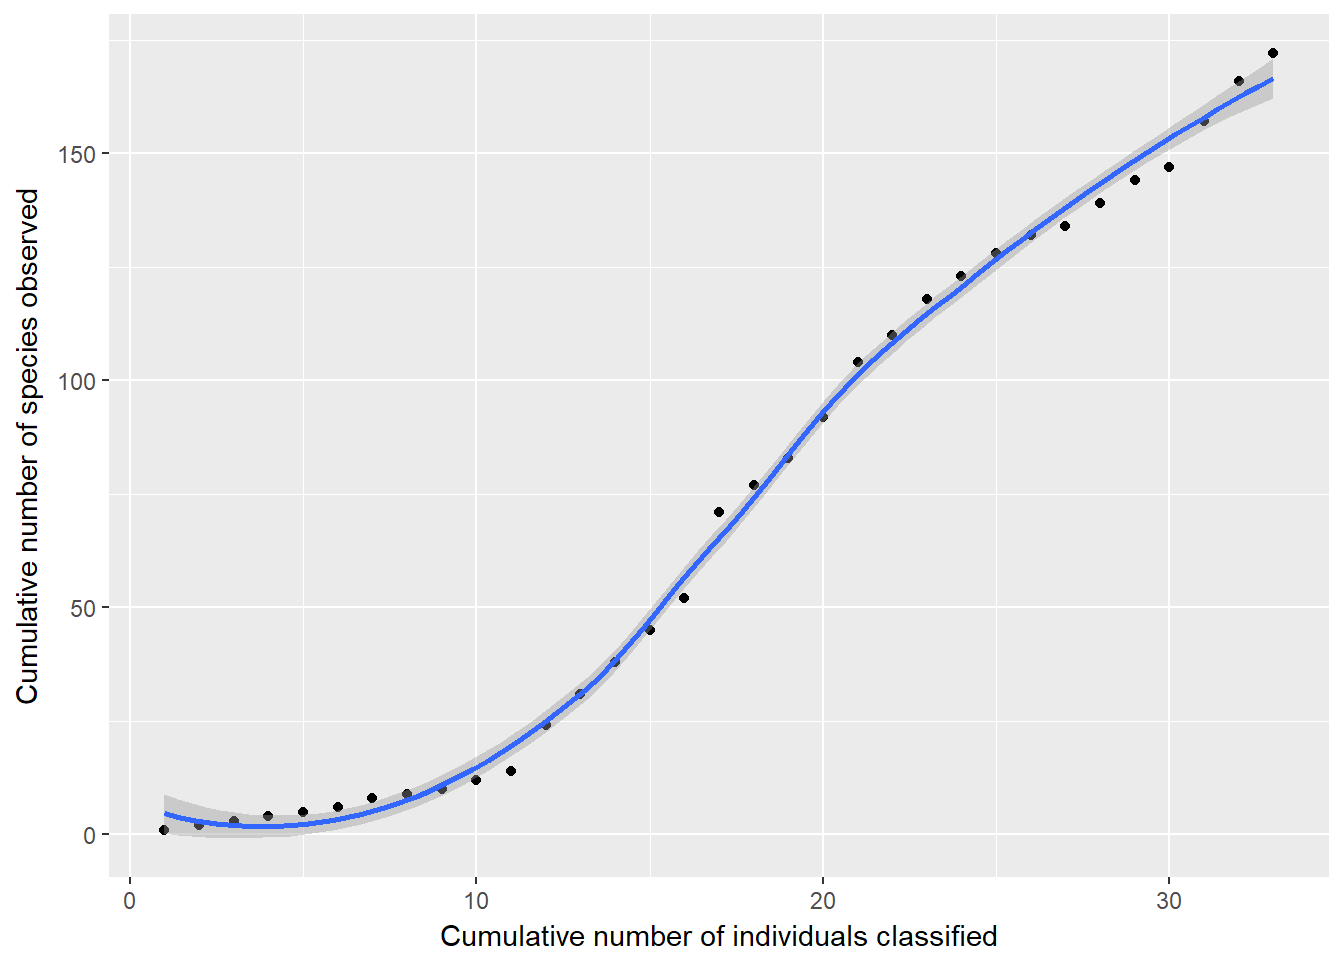 Cumulative number of species observed
150
100
50
0
0 10 20 30
Cumulative number of individuals classified